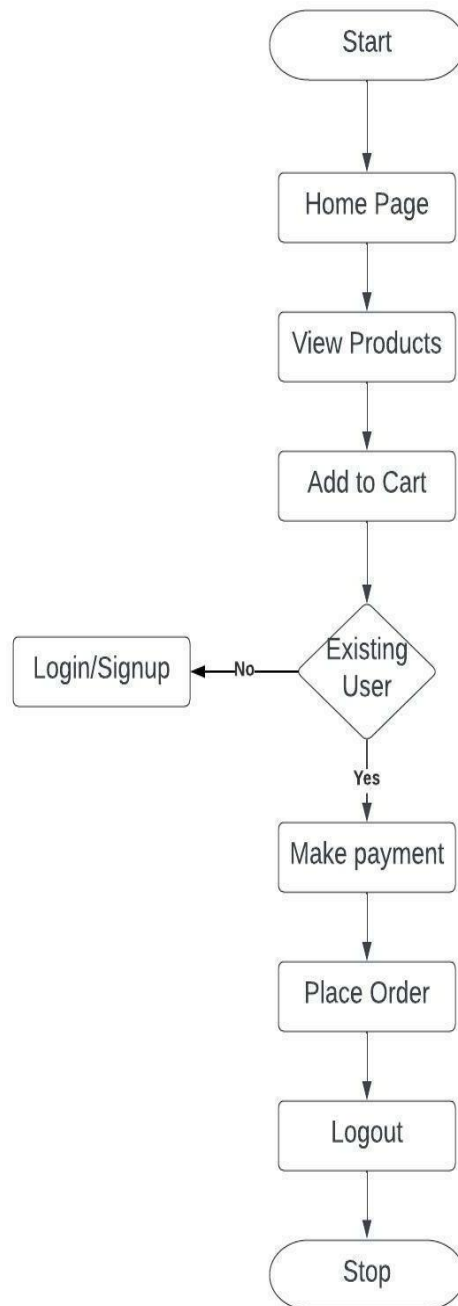 Start
Home Page
View Products
Add to Cart
Existing
User
Login/Signup
No
Yes
Make payment
Place Order
Logout
Stop